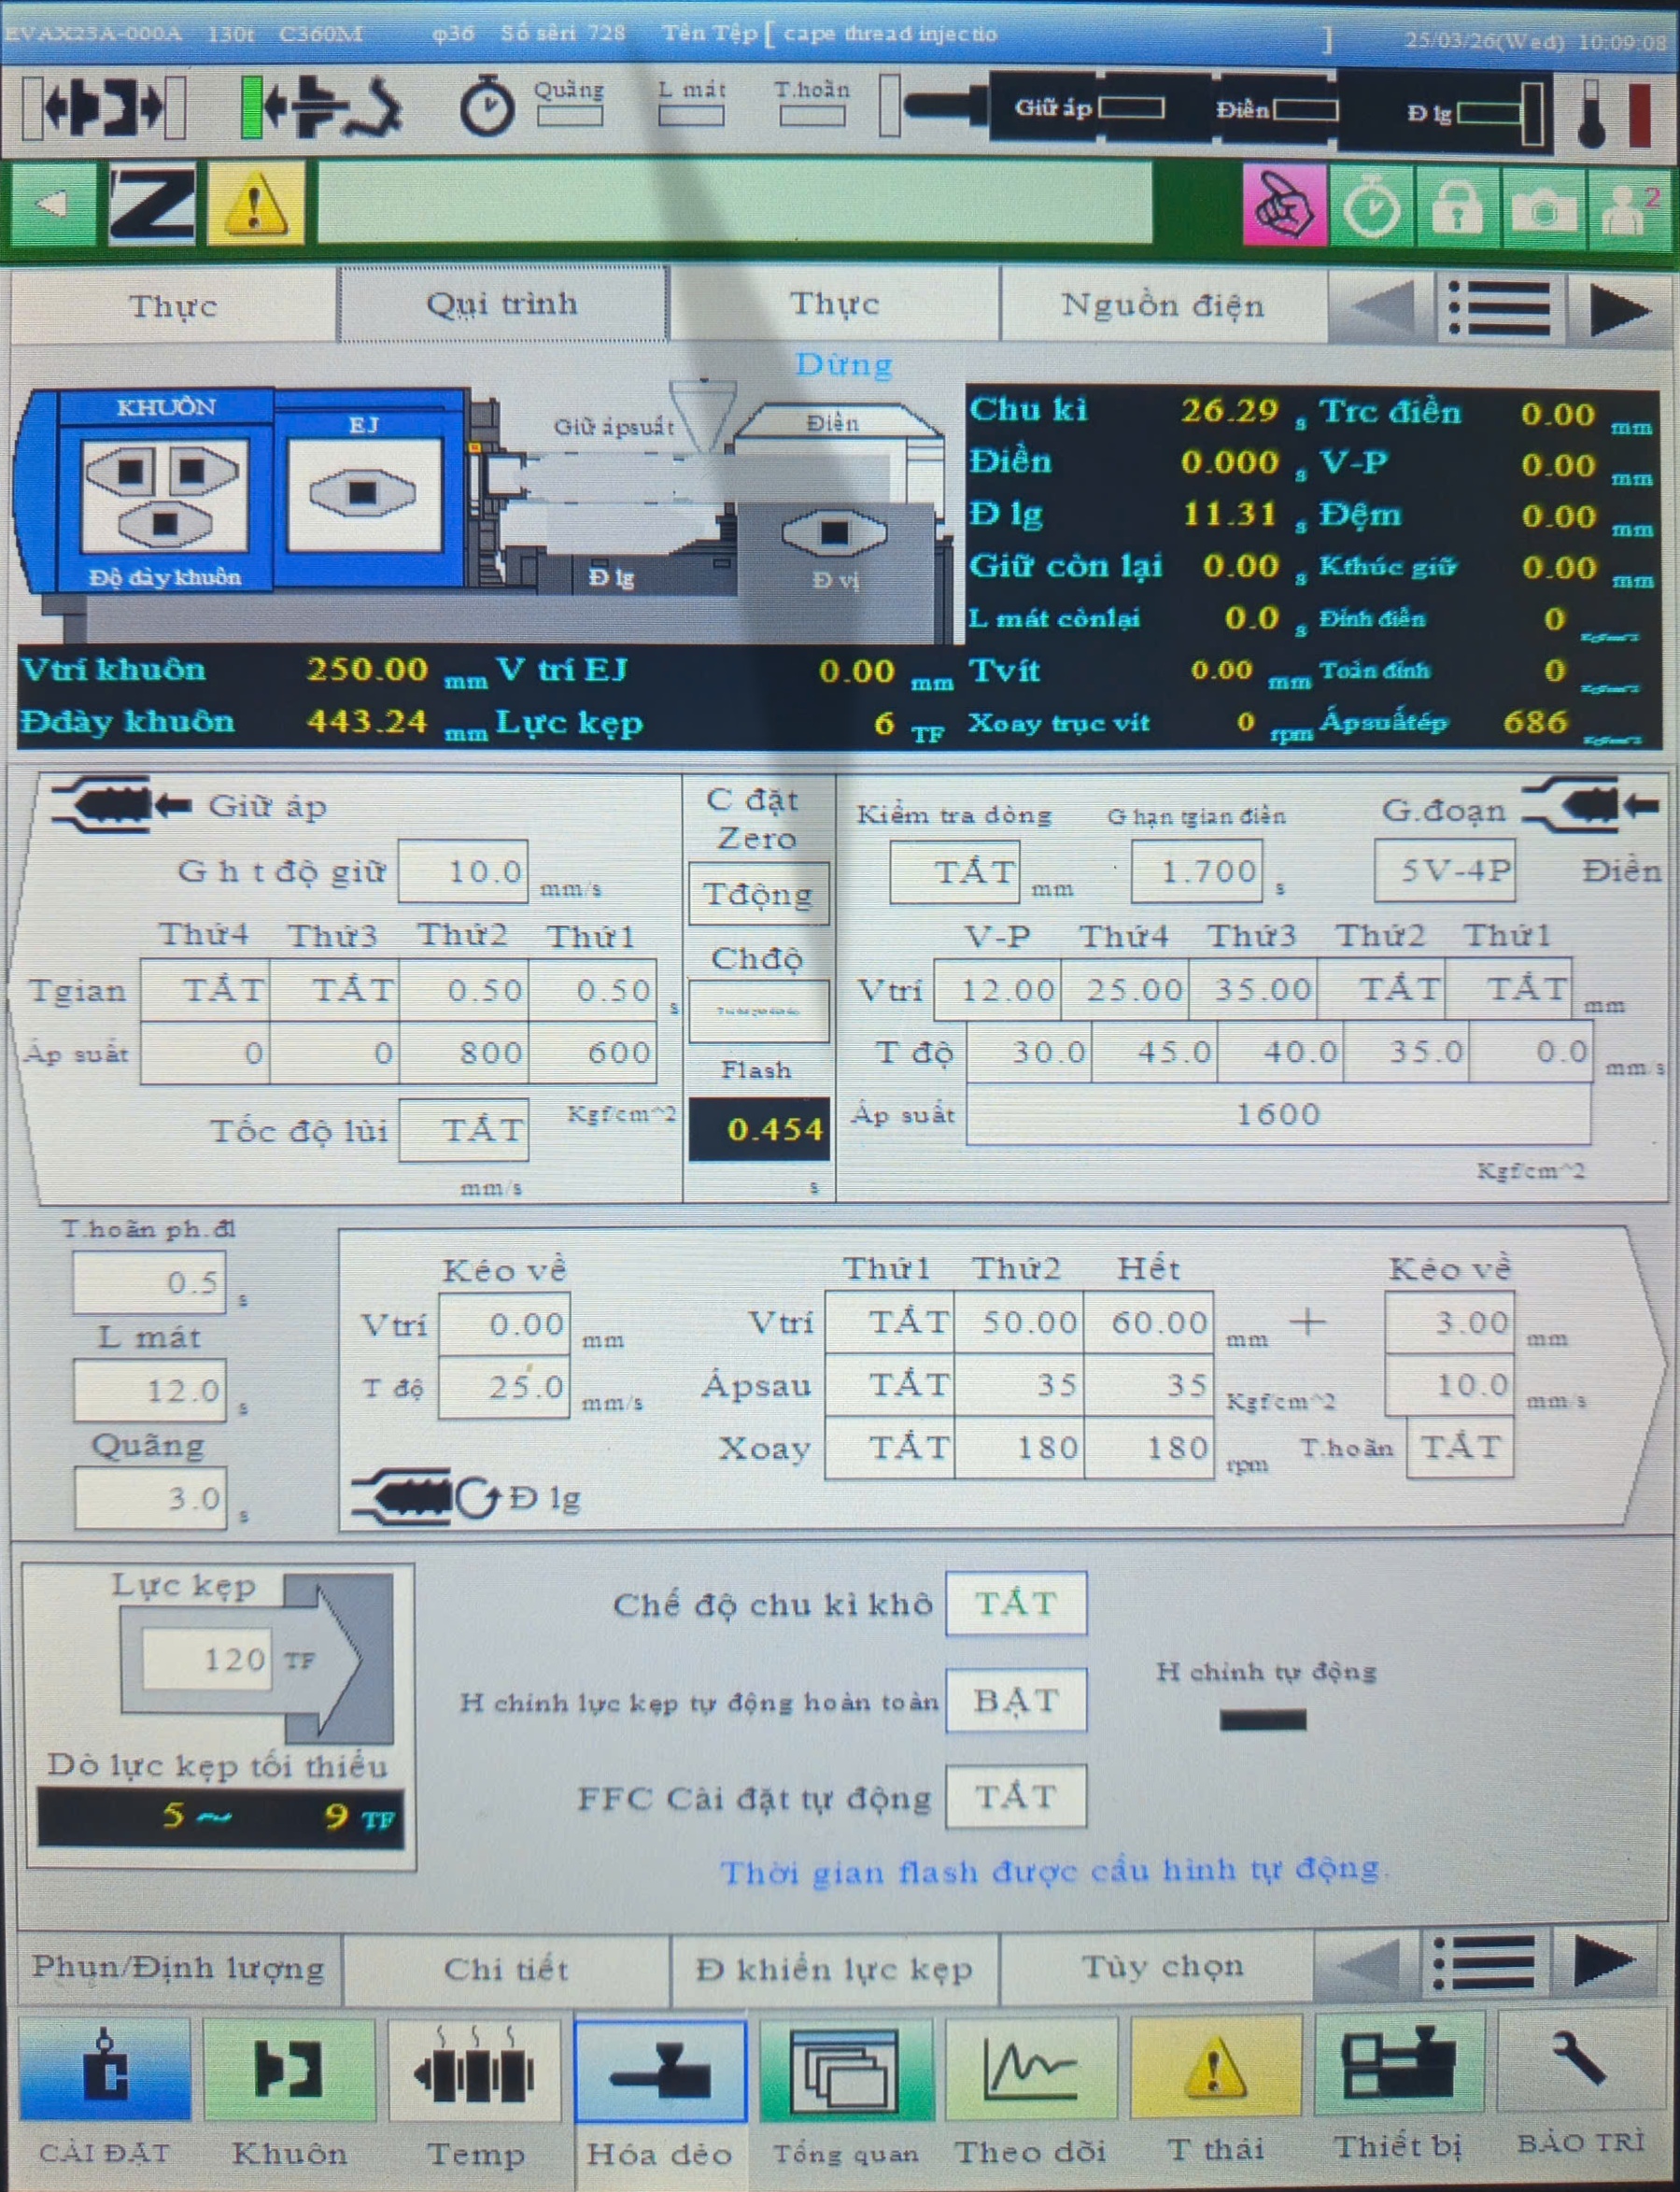 EVAX25A-000A 130t C360M φ36 Số sêri 728 Tên Tệp [ cape thread injectio ] 25/03/26(Wed) 10:09:08
Quãng L mát T.hoãn Giữ áp Điền Đ lg
2
Thực Qui trình Thực Nguồn điện
Dừng
KHUÔN EJ Giữ ápsuất Điền
Độ dày khuôn Đ lg Đ vị
Chu kì 26.29 s Trc điền 0.00 mm
Điền 0.000 s V-P 0.00 mm
Đ lg 11.31 s Đệm 0.00 mm
Giữ còn lại 0.00 s Kthúc giữ 0.00 mm
L mát cònlại 0.0 s Đỉnh điền 0
Vtrí khuôn 250.00 mm V trí EJ 0.00 mm Tvít 0.00 mm Toàn đỉnh 0
Đdày khuôn 443.24 mm Lực kẹp 6 TF Xoay trục vít 0 rpm Ápsuấtép 686
Giữ áp
G h t độ giữ 10.0 mm/s
Thứ4 Thứ3 Thứ2 Thứ1
Tgian TẮT TẮT 0.50 0.50 s
Áp suất 0 0 800 600
Tốc độ lùi TẮT Kgf/cm^2
mm/s
C đặt
Zero
Tđộng
Chđộ
Flash
0.454
s
Kiểm tra dòng G hạn tgian điền G.đoạn
TẮT mm 1.700 s 5V-4P Điền
V-P Thứ4 Thứ3 Thứ2 Thứ1
Vtrí 12.00 25.00 35.00 TẮT TẮT mm
T độ 30.0 45.0 40.0 35.0 0.0 mm/s
Áp suất 1600
Kgf/cm^2
T.hoãn ph.đl
0.5 s
L mát
12.0 s
Quãng
3.0 s
Kéo về
Vtrí 0.00 mm
T độ 25.0 mm/s
Đ lg
Thứ1 Thứ2 Hết Kéo về
Vtrí TẮT 50.00 60.00 mm + 3.00 mm
Ápsau TẮT 35 35 Kgf/cm^2 10.0 mm/s
Xoay TẮT 180 180 rpm T.hoãn TẮT
Lực kẹp
120 TF
Dò lực kẹp tối thiểu
5 ~ 9 TF
Chế độ chu kì khô TẮT
H chỉnh lực kẹp tự động hoàn toàn BẬT
H chỉnh tự động
FFC Cài đặt tự động TẮT
Thời gian flash được cấu hình tự động.
Phun/Định lượng Chi tiết Đ khiển lực kẹp Tùy chọn
CÀI ĐẶT Khuôn Temp Hóa dẻo Tổng quan Theo dõi T thái Thiết bị BẢO TRÌ